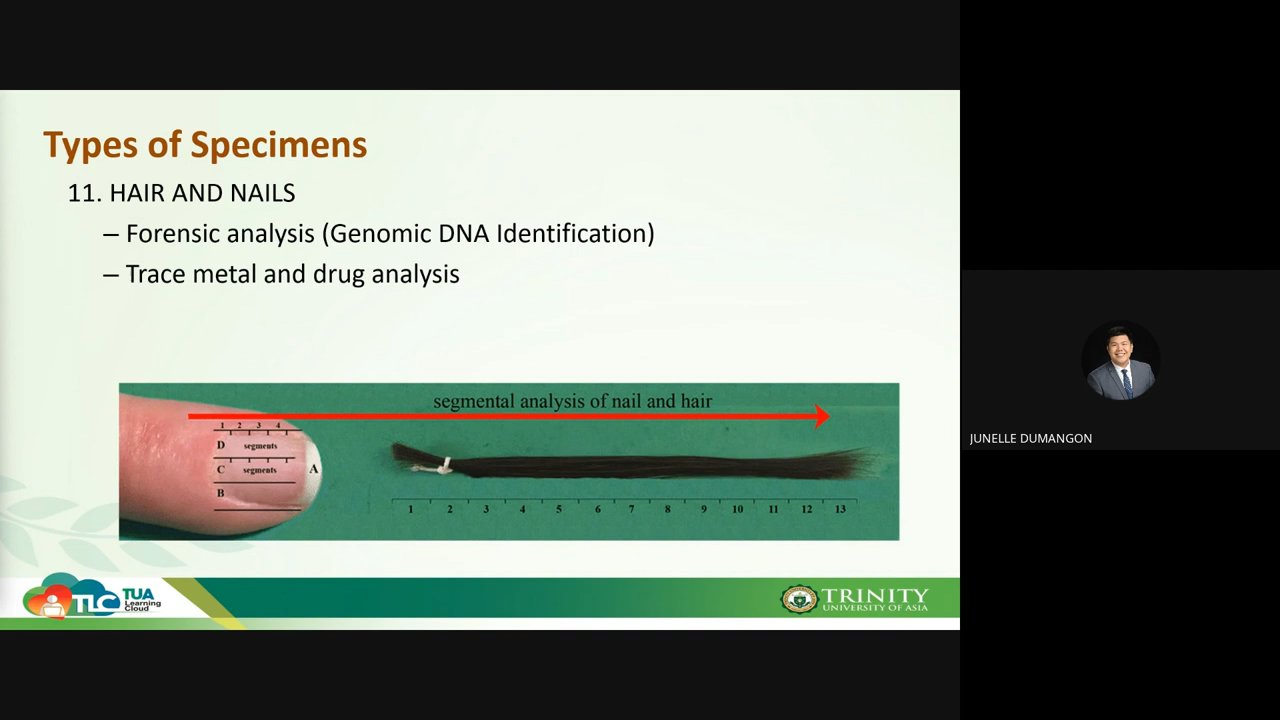 Types of Specimens
11. HAIR AND NAILS
– Forensic analysis (Genomic DNA Identification)
– Trace metal and drug analysis
segmental analysis of nail and hair
1 2 3 4
D segments
C segments
A
B
1 2 3 4 5 6 7 8 9 10 11 12 13
TLC TUA Learning Cloud
TRINITY
UNIVERSITY OF ASIA
JUNELLE DUMANGON